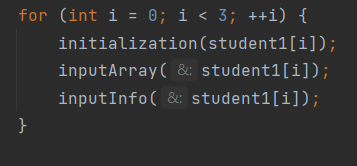 for (int i = 0; i < 3; ++i) {
initialization(student1[i]);
inputArray( &: student1[i]);
inputInfo( &: student1[i]);
}